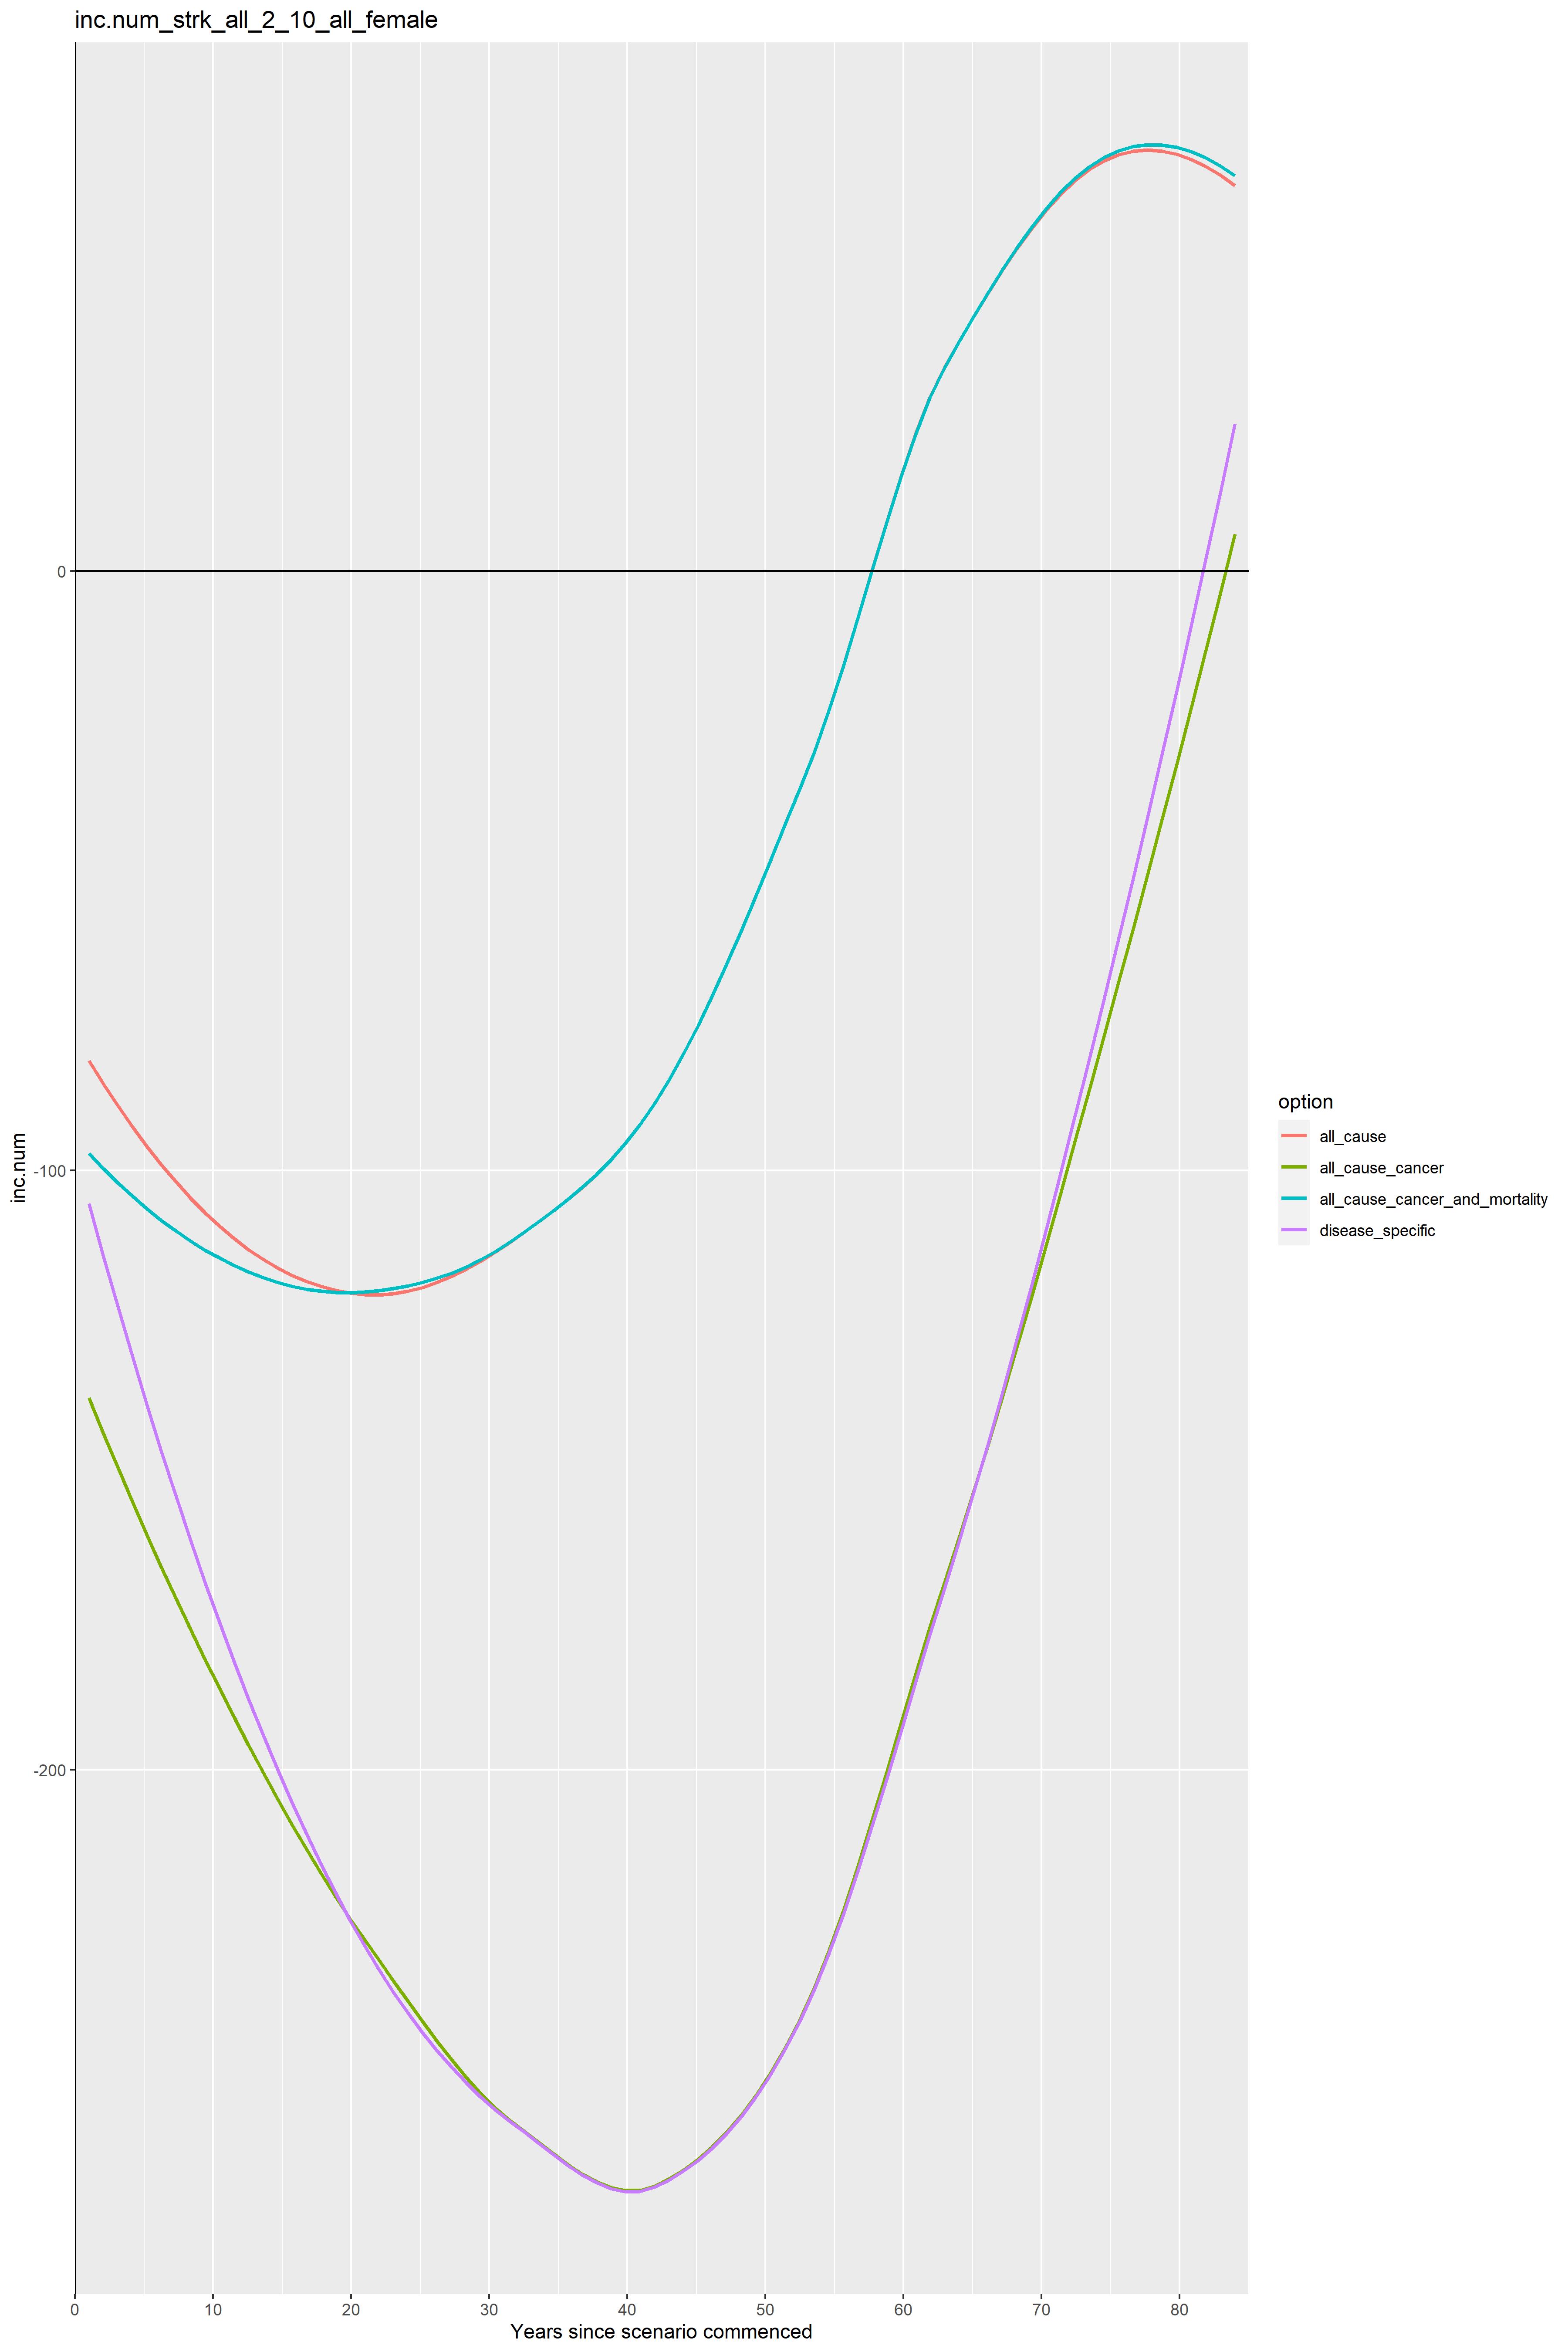 inc.num_strk_all_2_10_all_female
inc.num
0
-100
-200
0 10 20 30 40 50 60 70 80
Years since scenario commenced
option
all_cause
all_cause_cancer
all_cause_cancer_and_mortality
disease_specific